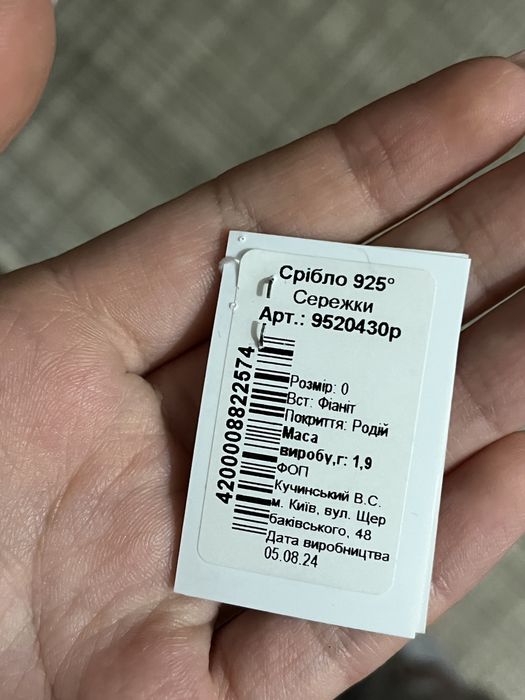 Срібло 925°
Сережки
Арт.: 9520430р
4200008822574
Розмір: 0
Вст: Фіаніт
Покриття: Родій
Маса
виробу,г: 1,9
ФОП
Кучинський В.С.
м. Київ, вул. Щер
баківського, 48
Дата виробництва
05.08.24